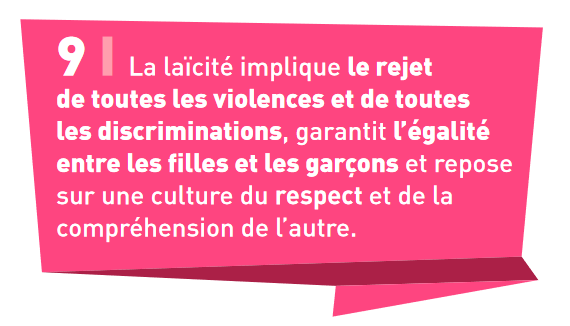 9 | La laïcité implique le rejet
de toutes les violences et de toutes
les discriminations, garantit l’égalité
entre les filles et les garçons et repose
sur une culture du respect et de la
compréhension de l’autre.